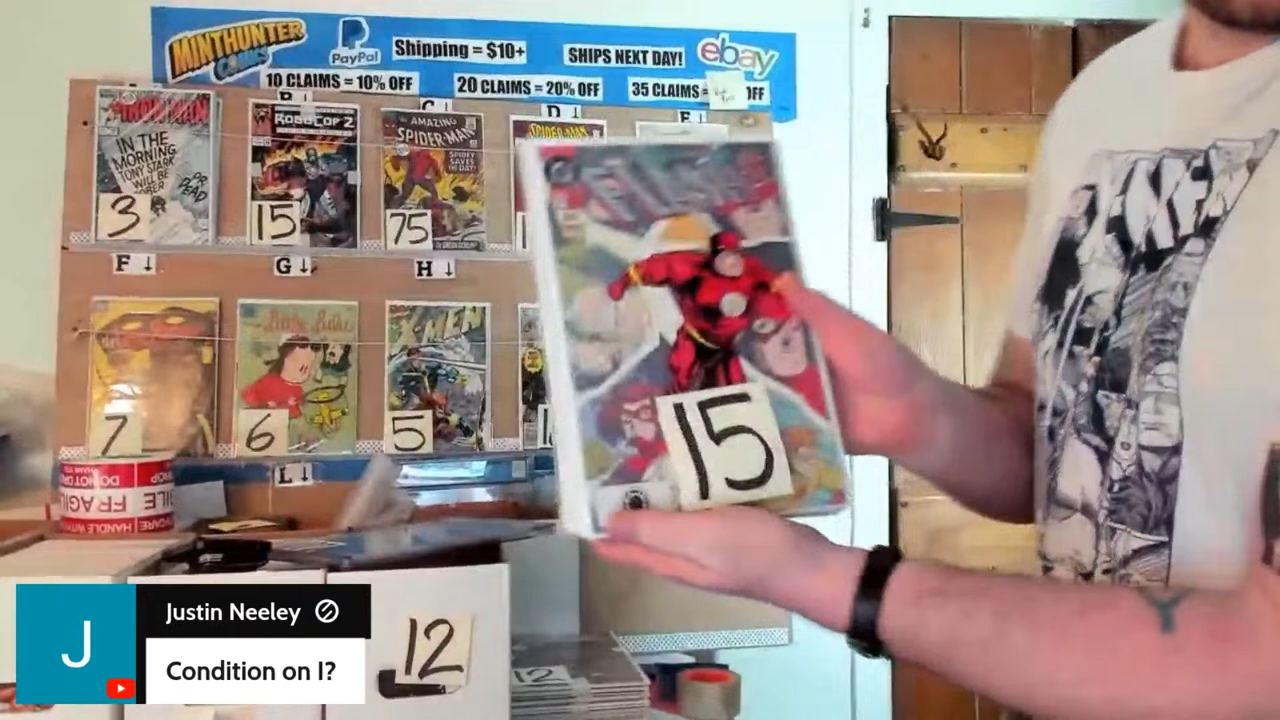 MINTHUNTER
COMICS
PayPal
Shipping = $10+
SHIPS NEXT DAY!
ebay
10 CLAIMS = 10% OFF
20 CLAIMS = 20% OFF
35 CLAIMS=
OFF
B ↓
C ↓
D ↓
E ↓
IRON MAN
IN THE
MORNING
TONY STARK
WILL BE
DEAD
3
ROBOCOP 2
15
AMAZING
SPIDER-MAN
SPIDEY
SAVES
THE DAY!
75
SPIDER-MAN
F ↓
G ↓
H ↓
7
Little Lulu
6
X-MEN
5
15
L ↓
FRAGILE
HANDLE WITH
12
12
J
Justin Neeley
Condition on I?